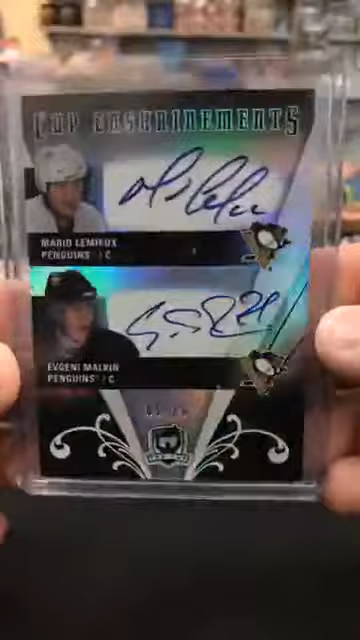 CUP ENSHRINEMENTS
MARIO LEMIEUX
PENGUINS / C
EVGENI MALKIN
PENGUINS / C